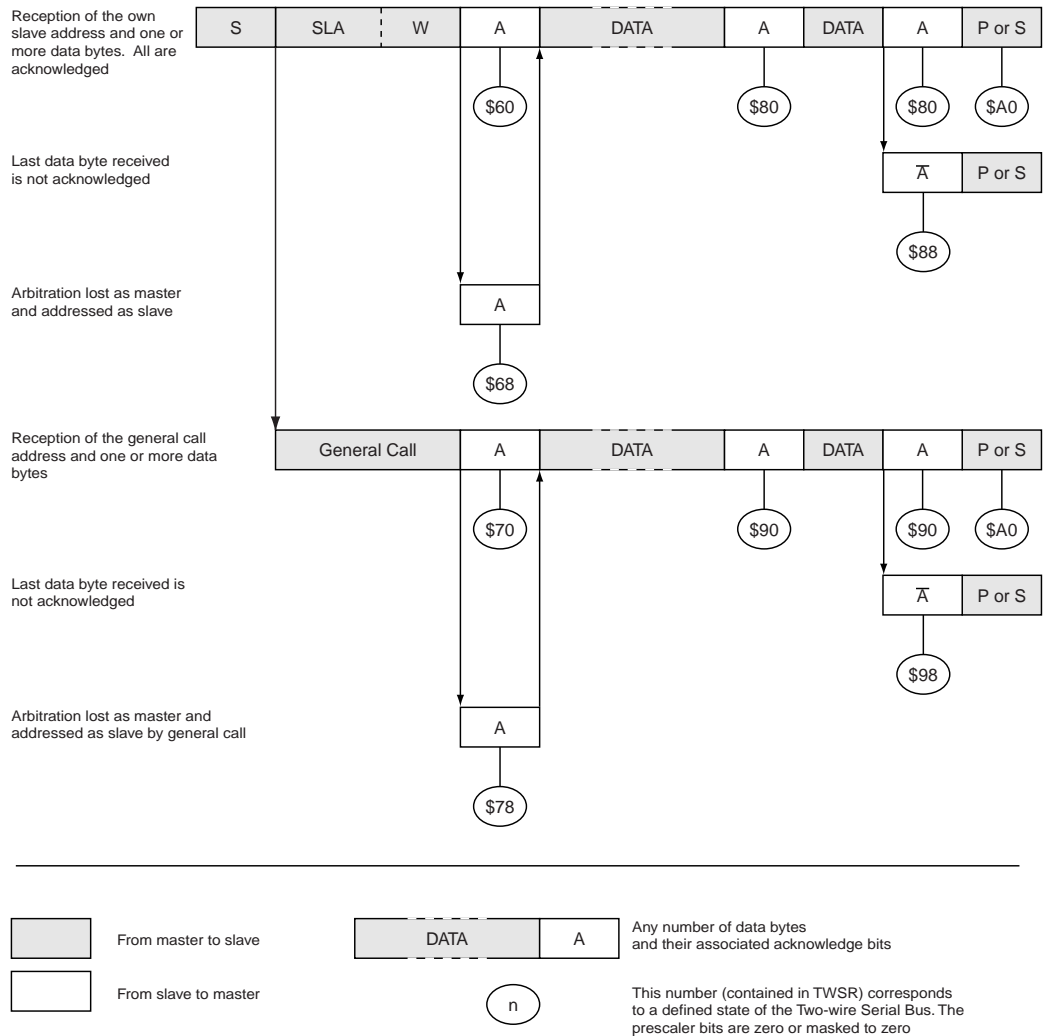 Reception of the own
slave address and one or
more data bytes. All are
acknowledged
S SLA W A DATA A DATA A P or S
$60 $80 $80 $A0
Last data byte received
is not acknowledged
A̅ P or S
$88
Arbitration lost as master
and addressed as slave
A
$68
Reception of the general call
address and one or more data
bytes
General Call A DATA A DATA A P or S
$70 $90 $90 $A0
Last data byte received is
not acknowledged
A̅ P or S
$98
Arbitration lost as master and
addressed as slave by general call
A
$78
From master to slave
DATA A
Any number of data bytes
and their associated acknowledge bits
From slave to master
n
This number (contained in TWSR) corresponds
to a defined state of the Two-wire Serial Bus. The
prescaler bits are zero or masked to zero